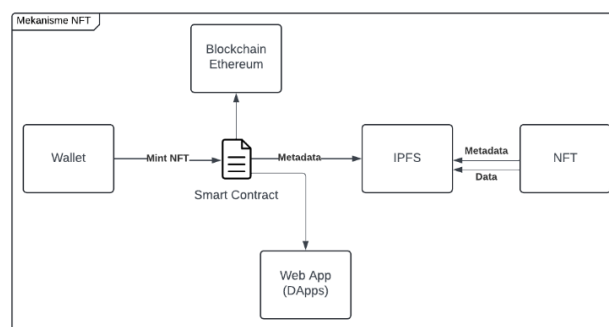 Mekanisme NFT
Blockchain
Ethereum
Wallet
Mint NFT
Smart Contract
Metadata
IPFS
Metadata
Data
NFT
Web App
(DApps)